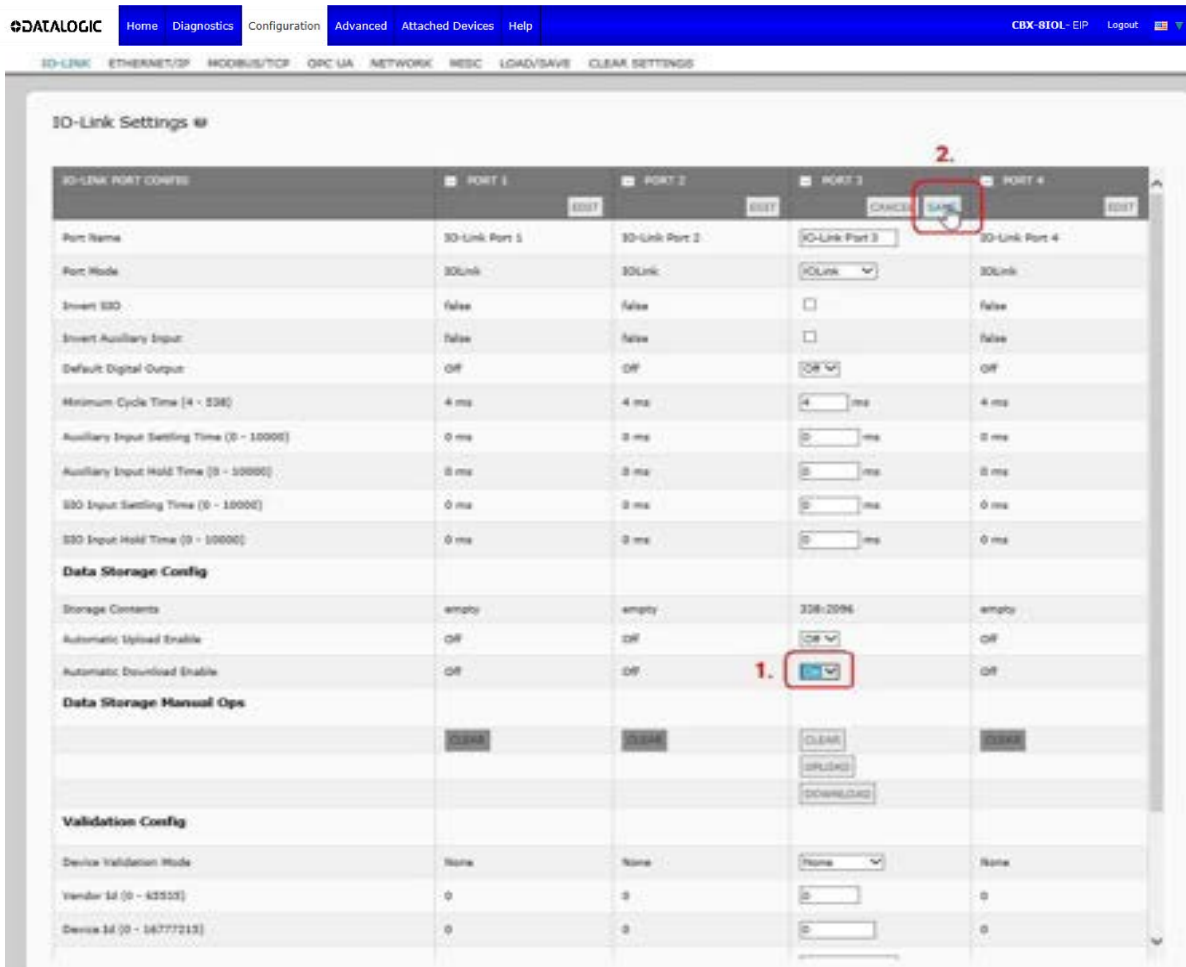 DATALOGIC Home Diagnostics Configuration Advanced Attached Devices Help CBX-8IOL- EIP Logout
IO-LINK ETHERNET/IP MODBUS/TCP OPC UA NETWORK MISC LOAD/SAVE CLEAR SETTINGS
IO-Link Settings
2.
IO-LINK PORT CONFIG PORT 1 PORT 2 PORT 3 PORT 4
EDIT EDIT CANCEL SAVE EDIT
Port Name IO-Link Port 1 IO-Link Port 2 IO-Link Port 3 IO-Link Port 4
Port Mode IOLink IOLink IOLink IOLink
Invert SIO false false false
Invert Auxiliary Input false false false
Default Digital Output Off Off Off Off
Minimum Cycle Time (4 - 538) 4 ms 4 ms 4 ms 4 ms
Auxiliary Input Settling Time (0 - 10000) 0 ms 0 ms 0 ms 0 ms
Auxiliary Input Hold Time (0 - 10000) 0 ms 0 ms 0 ms 0 ms
SIO Input Settling Time (0 - 10000) 0 ms 0 ms 0 ms 0 ms
SIO Input Hold Time (0 - 10000) 0 ms 0 ms 0 ms 0 ms
Data Storage Config
Storage Contents empty empty 338:2096 empty
Automatic Upload Enable Off Off Off Off
Automatic Download Enable Off Off 1. On Off
Data Storage Manual Ops
CLEAR CLEAR CLEAR CLEAR
UPLOAD
DOWNLOAD
Validation Config
Device Validation Mode None None None None
Vendor Id (0 - 65535) 0 0 0 0
Device Id (0 - 16777215) 0 0 0 0